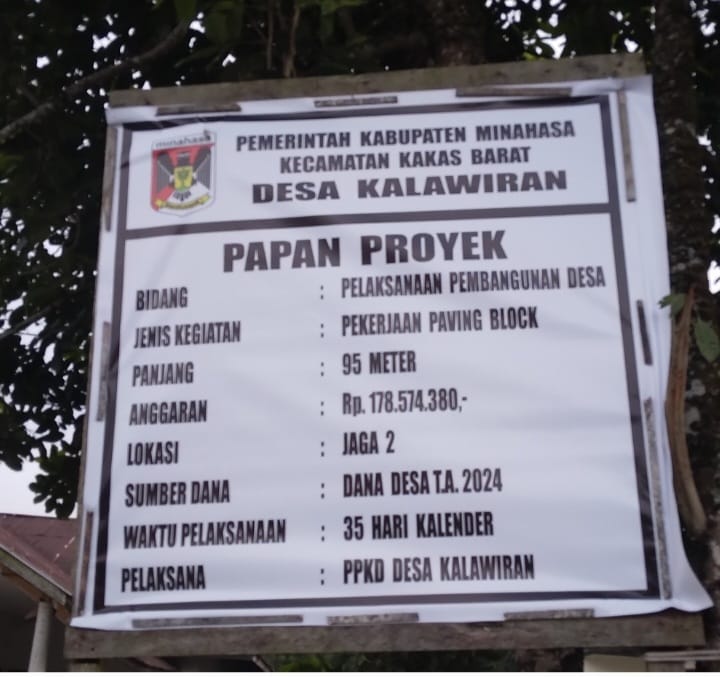 minahasa
PEMERINTAH KABUPATEN MINAHASA
KECAMATAN KAKAS BARAT
DESA KALAWIRAN
PAPAN PROYEK
BIDANG : PELAKSANAAN PEMBANGUNAN DESA
JENIS KEGIATAN : PEKERJAAN PAVING BLOCK
PANJANG : 95 METER
ANGGARAN : Rp. 178.574.380,-
LOKASI : JAGA 2
SUMBER DANA : DANA DESA T.A. 2024
WAKTU PELAKSANAAN : 35 HARI KALENDER
PELAKSANA : PPKD DESA KALAWIRAN